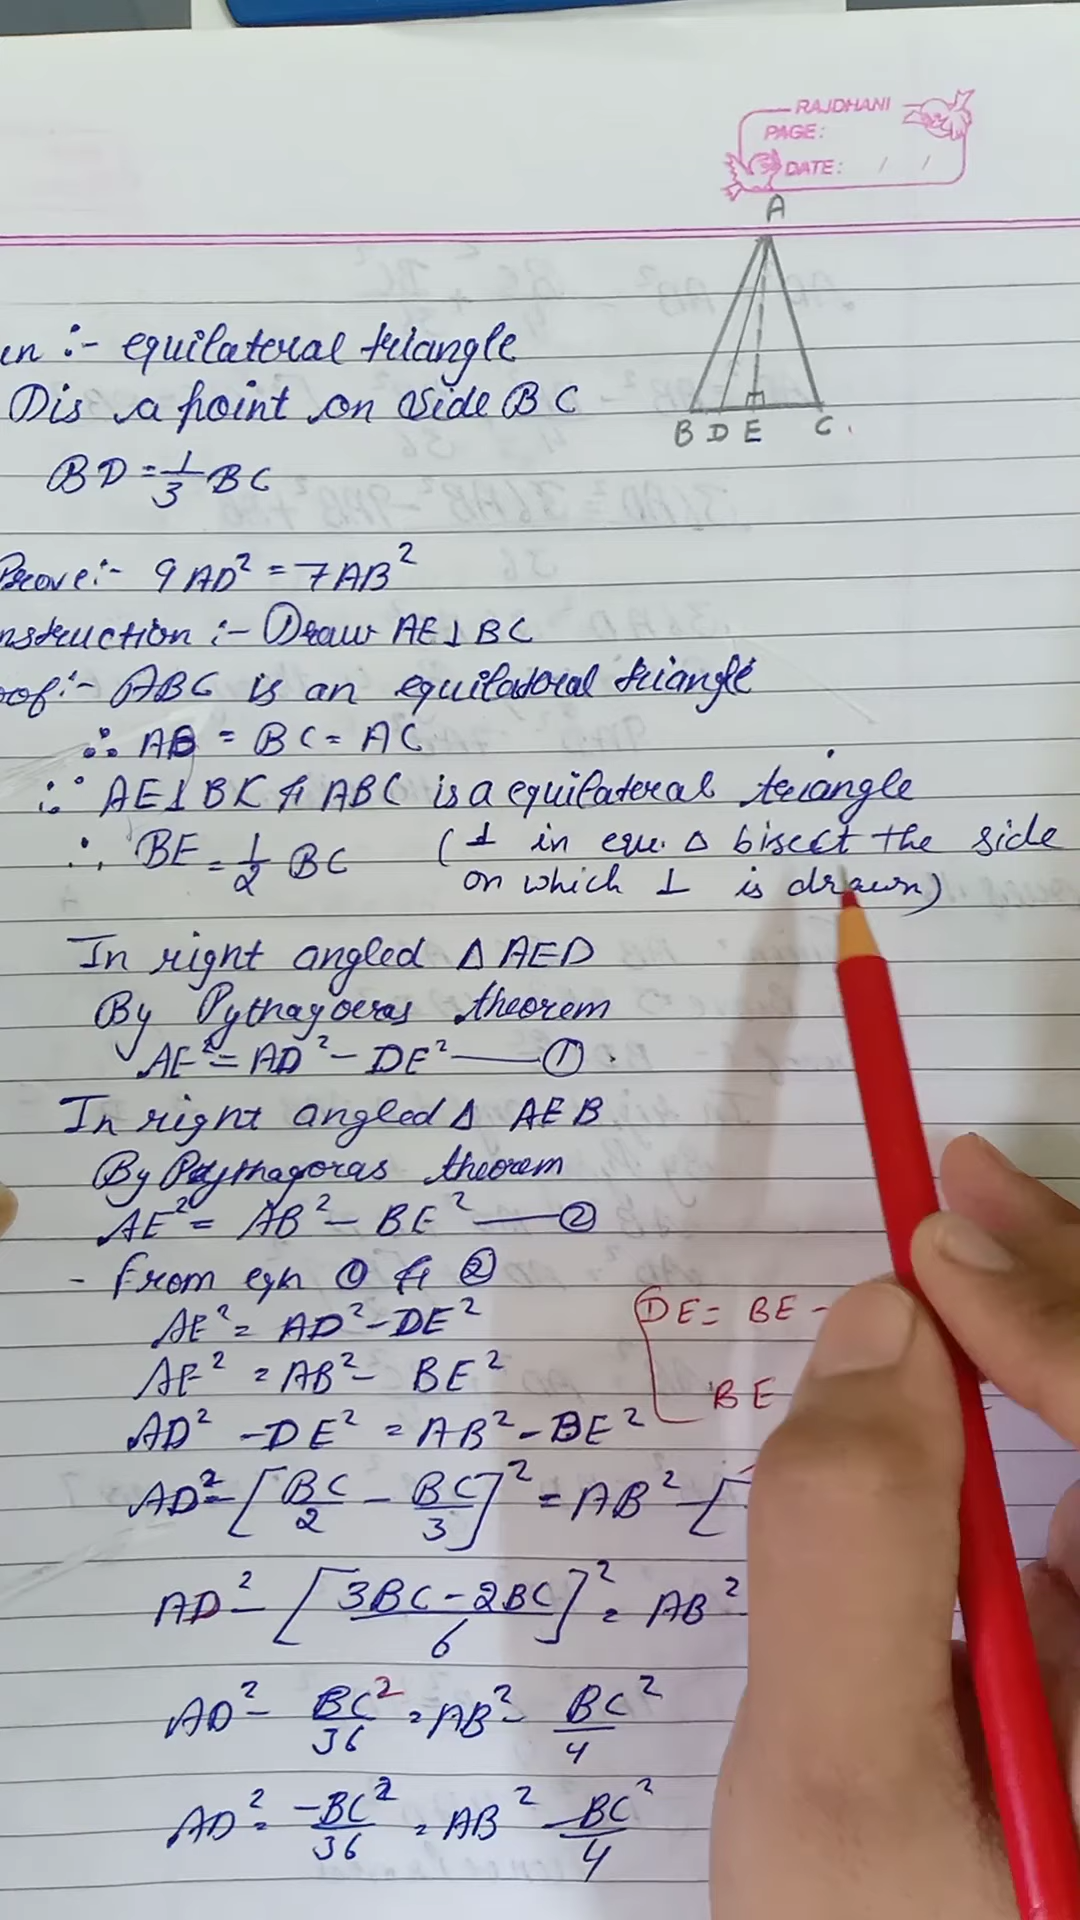 RAJDHANI
PAGE:
DATE: / /
A
B D E C
en :- equilateral triangle
D is a point on side BC
BD = 1/3 BC
Prove :- 9AD² = 7AB²
nstruction :- Draw AE⊥BC
oof :- ABC is an equilateral triangle
∴ AB = BC = AC
∵ AE⊥BC & ABC is a equilateral triangle
∴ BE = 1/2 BC (⊥ in equ. Δ bisect the side
on which ⊥ is drawn)
In right angled Δ AED
By Pythagoras theorem
AE² = AD² - DE² —— ①
In right angled Δ AEB
By Pythagoras theorem
AE² = AB² - BE² —— ②
- From eqn ① & ②
AE² = AD² - DE²
DE = BE -
AE² = AB² - BE²
BE
AD² - DE² = AB² - BE²
AD² - [BC/2 - BC/3]² = AB² - [
AD² - [3BC - 2BC/6]² = AB²
AD² - BC²/36 = AB² - BC²/4
AD² = -BC²/36 = AB² - BC²/4